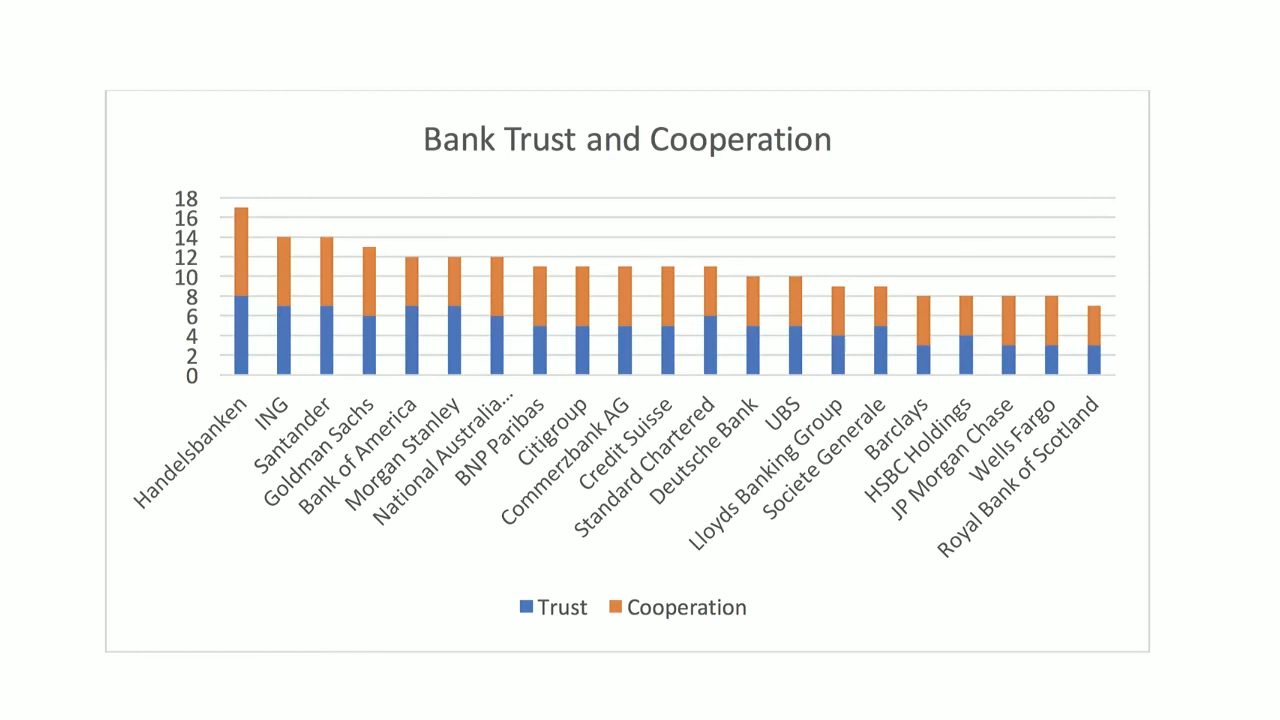 Bank Trust and Cooperation
18
16
14
12
10
8
6
4
2
0
Handelsbanken
ING
Santander
Goldman Sachs
Bank of America
Morgan Stanley
National Australia...
BNP Paribas
Citigroup
Commerzbank AG
Credit Suisse
Standard Chartered
Deutsche Bank
UBS
Lloyds Banking Group
Societe Generale
Barclays
HSBC Holdings
JP Morgan Chase
Wells Fargo
Royal Bank of Scotland
Trust Cooperation